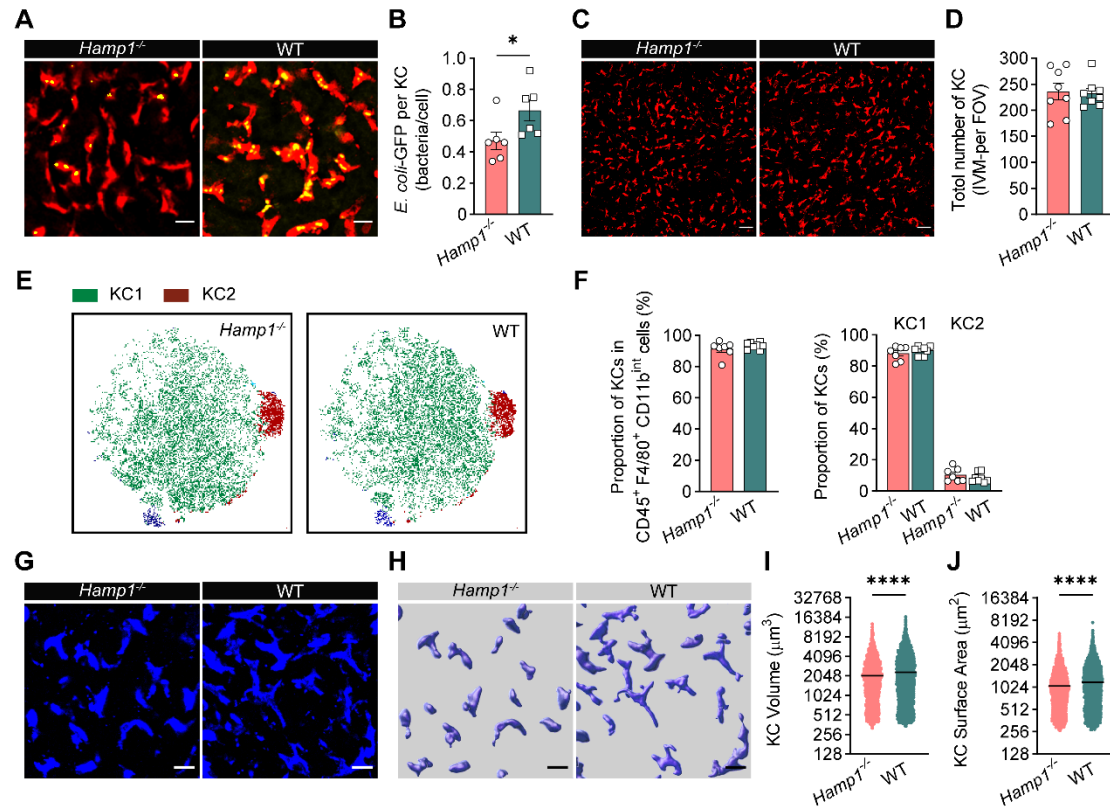 A
Hamp1-/-
WT
B
E. coli-GFP per KC
(bacteria/cell)
1.0
0.8
0.6
0.4
0.2
0
*
Hamp1-/-
WT
C
Hamp1-/-
WT
D
Totol number of KC
(IVM-per FOV)
300
250
200
150
100
50
0
Hamp1-/-
WT
E
KC1
KC2
Hamp1-/-
WT
F
Proportion of KCs in
CD45+ F4/80+ CD11bint cells (%)
100
80
60
40
20
Hamp1-/-
WT
Proportion of KCs (%)
100
80
60
40
20
0
KC1
KC2
Hamp1-/-
WT
Hamp1-/-
WT
G
Hamp1-/-
WT
H
Hamp1-/-
WT
I
KC Volume (μm3)
32768
16384
8192
4096
2048
1024
512
256
128
****
Hamp1-/-
WT
J
KC Surface Area (μm2)
16384
8192
4096
2048
1024
512
256
128
****
Hamp1-/-
WT